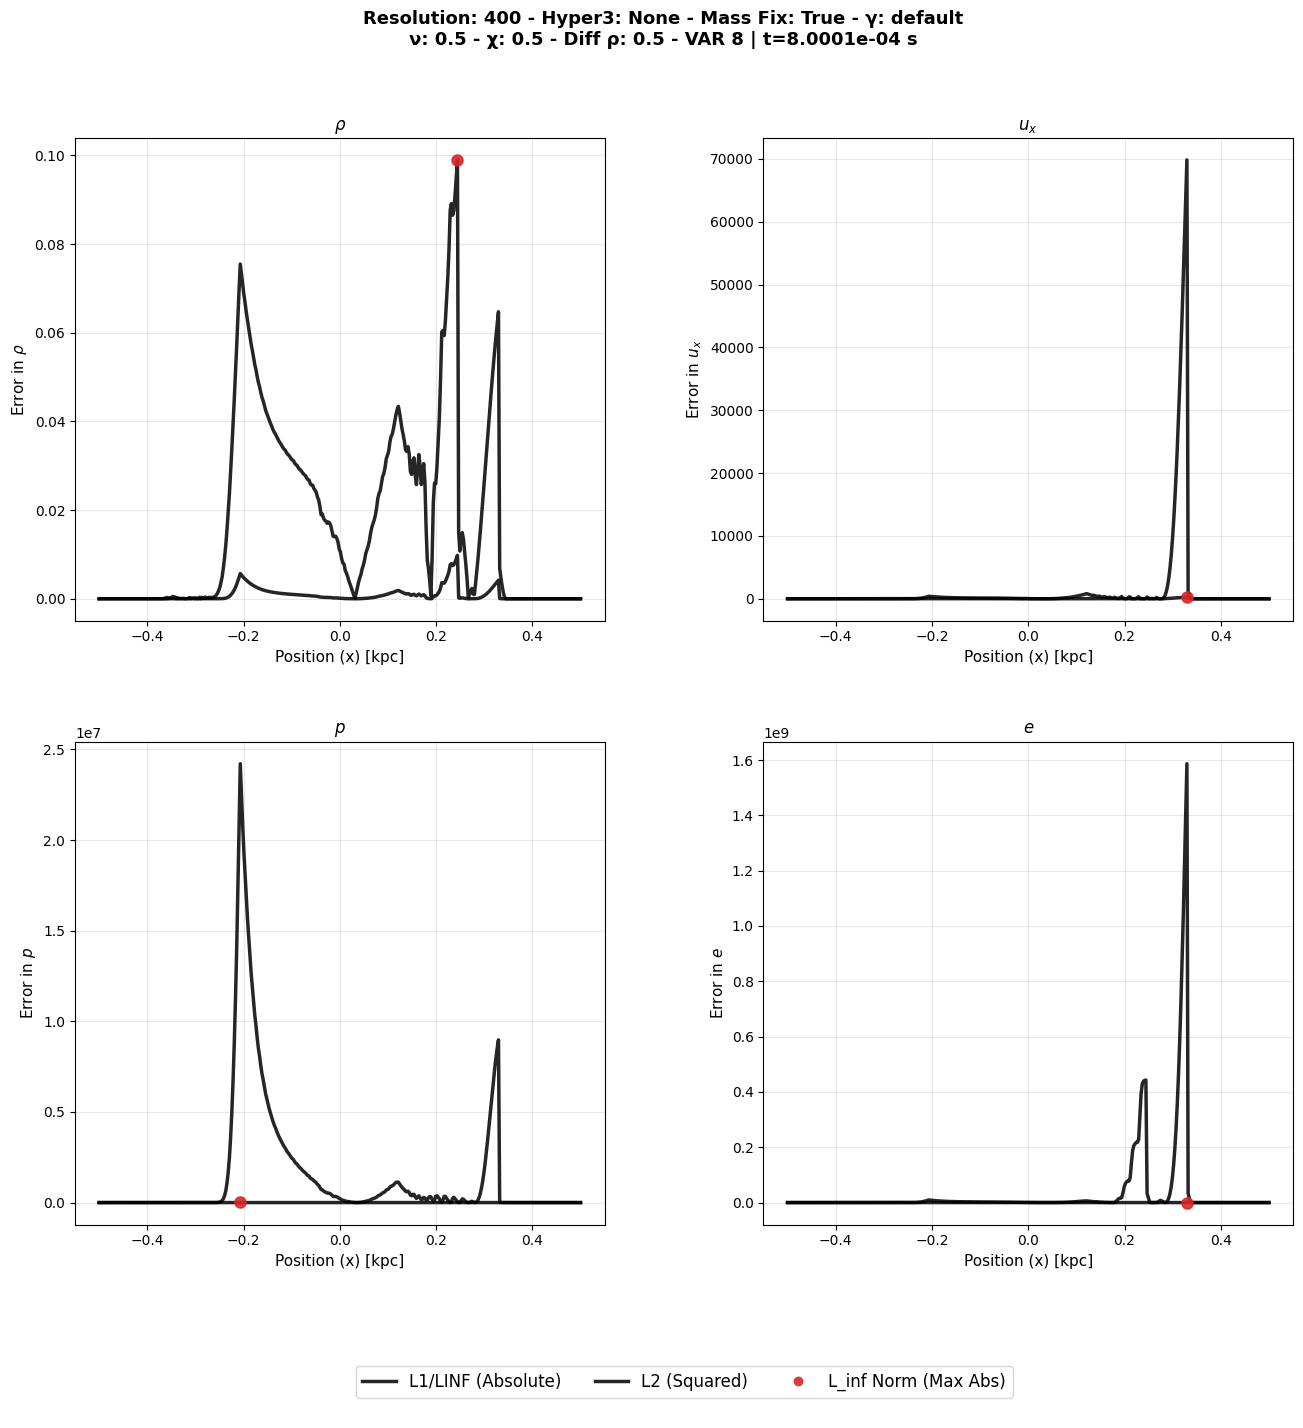 Resolution: 400 - Hyper3: None - Mass Fix: True - γ: default
ν: 0.5 - χ: 0.5 - Diff ρ: 0.5 - VAR 8 | t=8.0001e-04 s
ρ
Error in ρ
0.10
0.08
0.06
0.04
0.02
0.00
−0.4 −0.2 0.0 0.2 0.4
Position (x) [kpc]
u_x
Error in u_x
70000
60000
50000
40000
30000
20000
10000
0
−0.4 −0.2 0.0 0.2 0.4
Position (x) [kpc]
p
1e7
Error in p
2.5
2.0
1.5
1.0
0.5
0.0
−0.4 −0.2 0.0 0.2 0.4
Position (x) [kpc]
e
1e9
Error in e
1.6
1.4
1.2
1.0
0.8
0.6
0.4
0.2
0.0
−0.4 −0.2 0.0 0.2 0.4
Position (x) [kpc]
L1/LINF (Absolute) L2 (Squared) L_inf Norm (Max Abs)